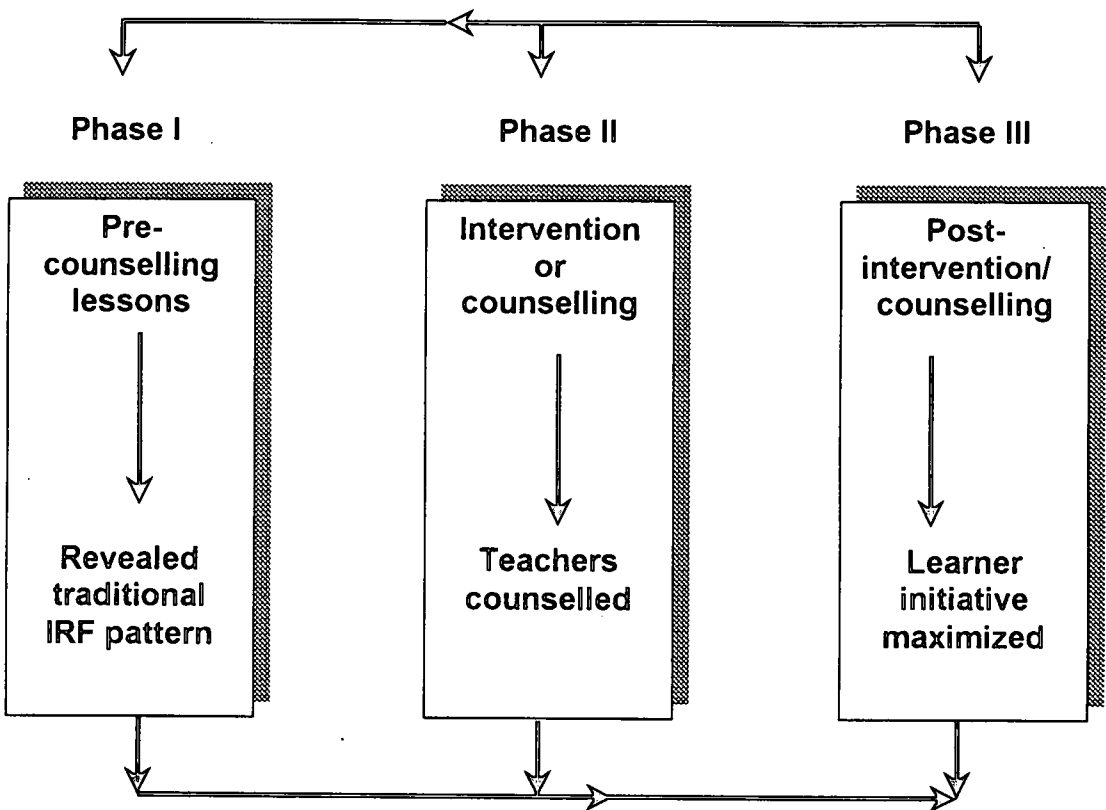 Phase I
Pre-
counselling
lessons
Revealed
traditional
IRF pattern
Phase II
Intervention
or
counselling
Teachers
counselled
Phase III
Post-
intervention/
counselling
Learner
initiative
maximized